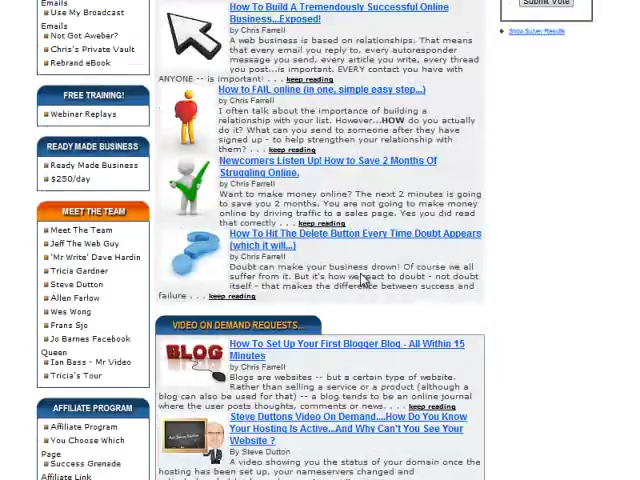 Emails
Use My Broadcast
Emails
Not Got Aweber?
Chris's Private Vault
Rebrand eBook
FREE TRAINING!
Webinar Replays
READY MADE BUSINESS
Ready Made Business
$250/day
MEET THE TEAM
Meet The Team
Jeff The Web Guy
'Mr Write' Dave Hardin
Tricia Gardner
Steve Dutton
Allen Farlow
Wes Wong
Frans Sjo
Jo Barnes Facebook
Queen
Ian Bass - Mr Video
Tricia's Tour
AFFILIATE PROGRAM
Affiliate Program
You Choose Which
Page
Success Grenade
Affiliate Link
How To Build A Tremendously Successful Online
Business...Exposed!
by Chris Farrell
A web business is based on relationships. That means
that every email you reply to, every autoresponder
message you send, every article you write, every thread
you post...is important. EVERY contact you have with
ANYONE -- is important! . . . keep reading
How to FAIL online (in one, simple easy step...)
by Chris Farrell
I often talk about the importance of building a
relationship with your list. However...HOW do you actually
do it? What can you send to someone after they have
signed up - to help strengthen your relationship with
them? . . . keep reading
Newcomers Listen Up! How to Save 2 Months Of
Struggling Online.
by Chris Farrell
Want to make money online? The next 2 minutes is going
to save you 2 months. You are not going to make money
online by driving traffic to a sales page. Yes you did read
that correctly . . . keep reading
How To Hit The Delete Button Every Time Doubt Appears
(which it will...)
by Chris Farrell
Doubt can make your business drown! Of course we all
suffer from it. But it's how we react to doubt - not doubt
itself - that makes the difference between success and
failure . . . keep reading
VIDEO ON DEMAND REQUESTS...
BLOG
How To Set Up Your First Blogger Blog - All Within 15
Minutes
by Chris Farrell
Blogs are websites -- but a certain type of website.
Rather than selling a service or a product (although a
blog can also be used for that) -- a blog tends to be an online journal
where the user posts thoughts, comments or news. . . . keep reading
Steve Duttons Video On Demand....How Do You Know
Your Hosting Is Active...And Why Can't You See Your
Website ?
By Steve Dutton
A video showing you the status of your domain once the
hosting has been set up, your nameservers changed and
Submit Vote
Show Survey Results